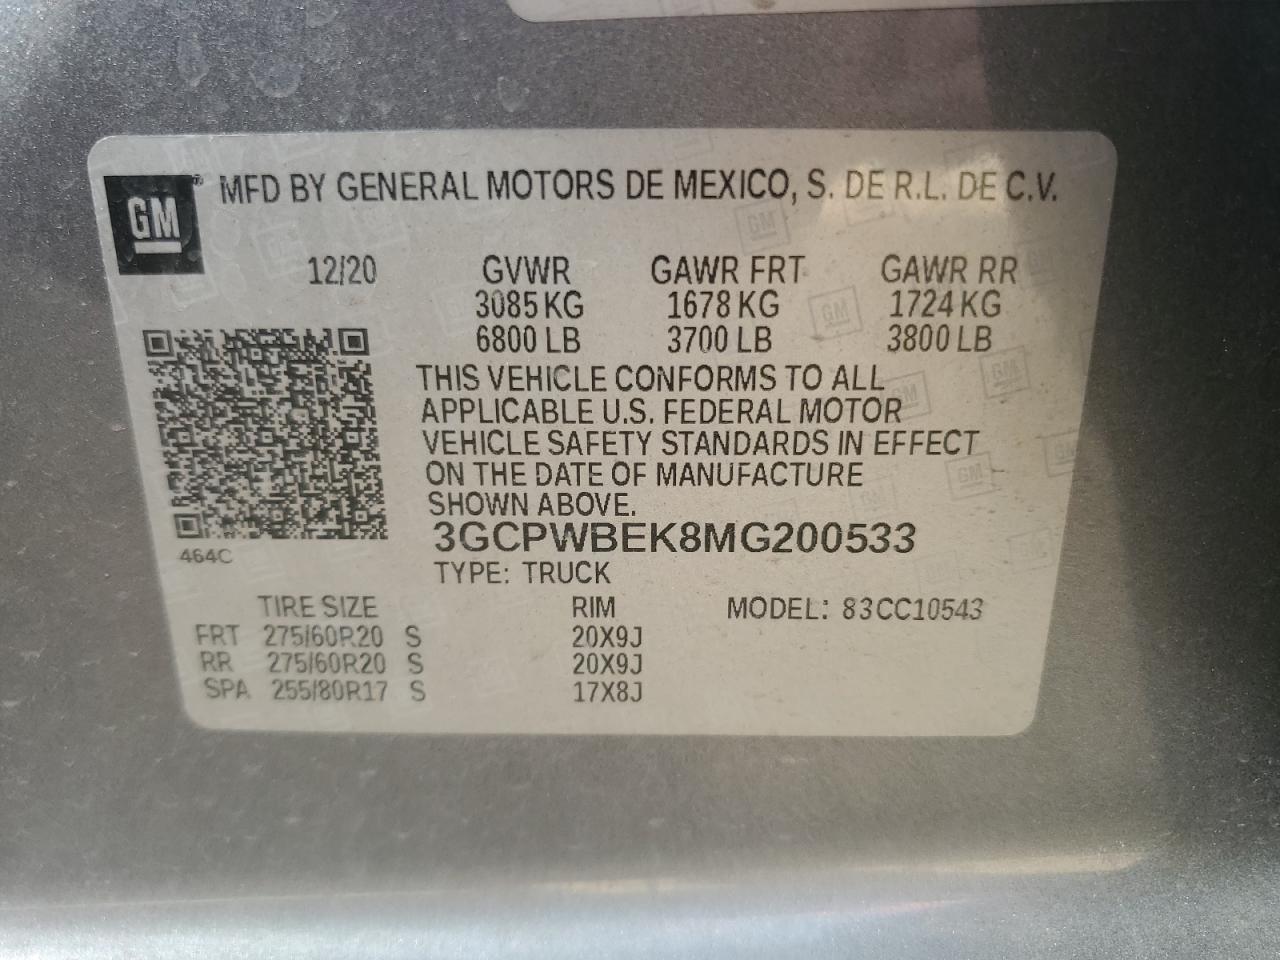 GM® MFD BY GENERAL MOTORS DE MEXICO, S. DE R.L. DE C.V.
12/20 GVWR GAWR FRT GAWR RR
3085 KG 1678 KG 1724 KG
6800 LB 3700 LB 3800 LB
THIS VEHICLE CONFORMS TO ALL
APPLICABLE U.S. FEDERAL MOTOR
VEHICLE SAFETY STANDARDS IN EFFECT
ON THE DATE OF MANUFACTURE
SHOWN ABOVE.
3GCPWBEK8MG200533
464C
TYPE: TRUCK
TIRE SIZE RIM MODEL: 83CC10543
FRT 275/60R20 S 20X9J
RR 275/60R20 S 20X9J
SPA 255/80R17 S 17X8J